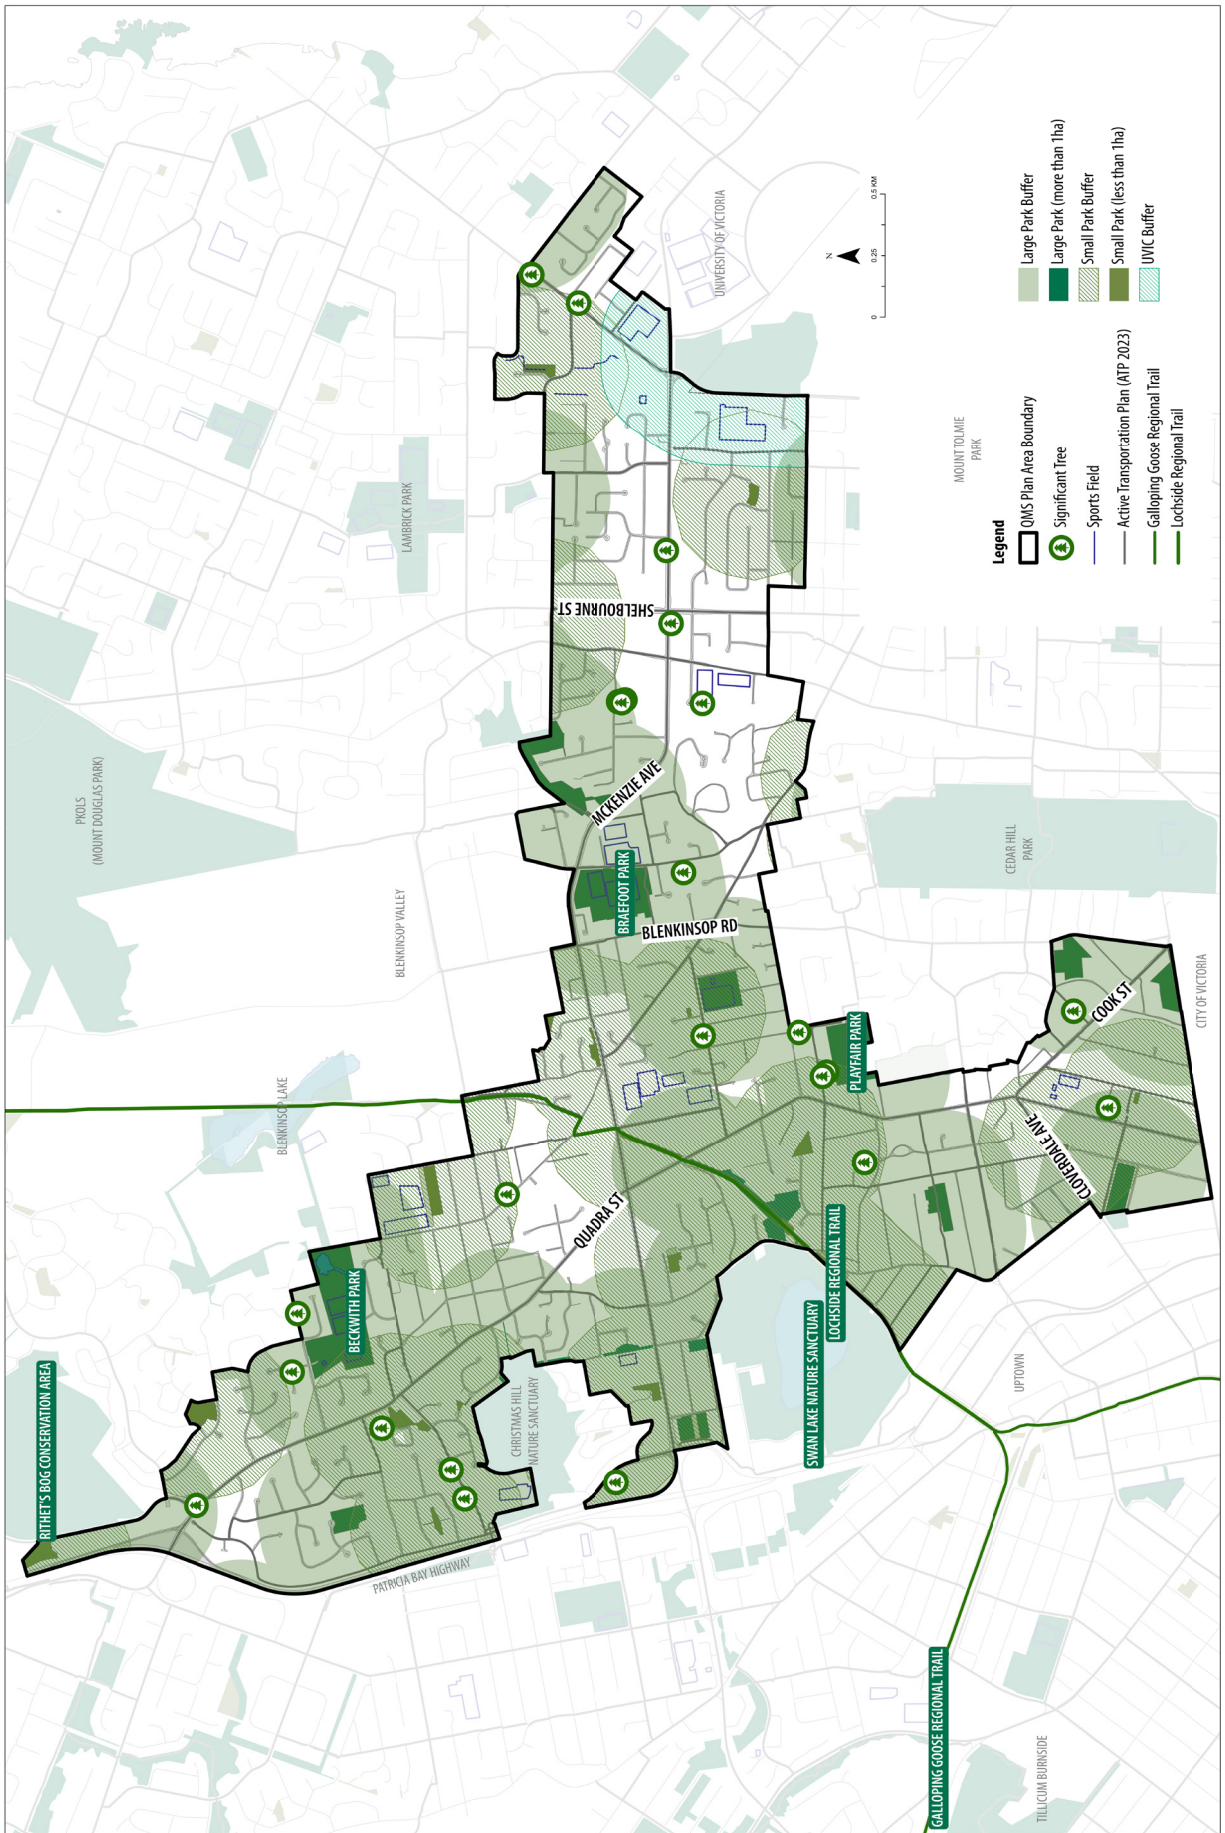 RITHET'S BOG CONSERVATION AREA
PKOLS
(MOUNT DOUGLAS PARK)
BLENKINSOP LAKE
BLENKINSOP VALLEY
LAMBRICK PARK
BECKWITH PARK
PATRICIA BAY HIGHWAY
CHRISTMAS HILL
NATURE SANCTUARY
QUADRA ST
BRAEFOOT PARK
MCKENZIE AVE
BLENKINSOP RD
SHELBOURNE ST
UNIVERSITY OF VICTORIA
SWAN LAKE NATURE SANCTUARY
LOCHSIDE REGIONAL TRAIL
PLAYFAIR PARK
CEDAR HILL
PARK
MOUNT TOLMIE
PARK
GALLOPING GOOSE REGIONAL TRAIL
UPTOWN
CLOVERDALE AVE
COOK ST
TILLICUM BURNSIDE
CITY OF VICTORIA
N
0
0.25
0.5 KM
Legend
QMS Plan Area Boundary
Significant Tree
Sports Field
Active Transportation Plan (ATP 2023)
Galloping Goose Regional Trail
Lochside Regional Trail
Large Park Buffer
Large Park (more than 1ha)
Small Park Buffer
Small Park (less than 1ha)
UVIC Buffer